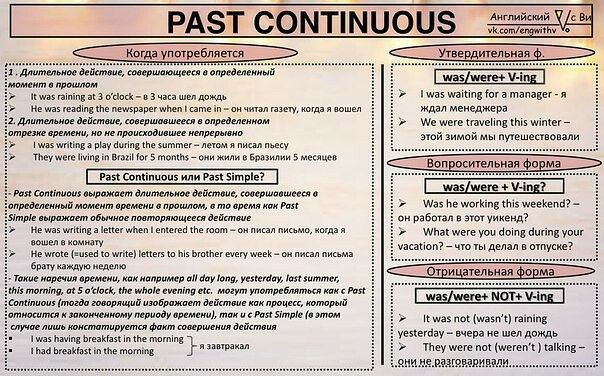 PAST CONTINUOUS
Английский с Ви
vk.com/engwithv
Когда употребляется
1 . Длительное действие, совершающееся в определенный
момент в прошлом
It was raining at 3 o’clock – в 3 часа шел дождь
He was reading the newspaper when I came in – он читал газету, когда я вошел
2. Длительное действие, совершавшееся в определенном
отрезке времени, но не происходившее непрерывно
I was writing a play during the summer – летом я писал пьесу
They were living in Brazil for 5 months – они жили в Бразилии 5 месяцев
Past Continuous или Past Simple?
- Past Continuous выражает длительное действие, совершавшееся в
определенный момент времени в прошлом, в то время как Past
Simple выражает обычное повторяющееся действие
He was writing a letter when I entered the room – он писал письмо, когда я
вошел в комнату
He wrote (=used to write) letters to his brother every week – он писал письма
брату каждую неделю
- Такие наречия времени, как например all day long, yesterday, last summer,
this morning, at 5 o’clock, the whole evening etc. могут употребляться как с Past
Continuous (тогда говорящий изображает действие как процесс, который
относится к законченному периоду времени), так и с Past Simple (в этом
случае лишь констатируется факт совершения действия
I was having breakfast in the morning
I had breakfast in the morning
я завтракал
Утвердительная ф.
was/were+ V-ing
I was waiting for a manager - я
ждал менеджера
We were traveling this winter –
этой зимой мы путешествовали
Вопросительная форма
was/were + V-ing?
Was he working this weekend? –
он работал в этот уикенд?
What were you doing during your
vacation? – что ты делал в отпуске?
Отрицательная форма
was/were+ NOT+ V-ing
It was not (wasn’t) raining
yesterday – вчера не шел дождь
They were not (weren’t ) talking –
они не разговаривали